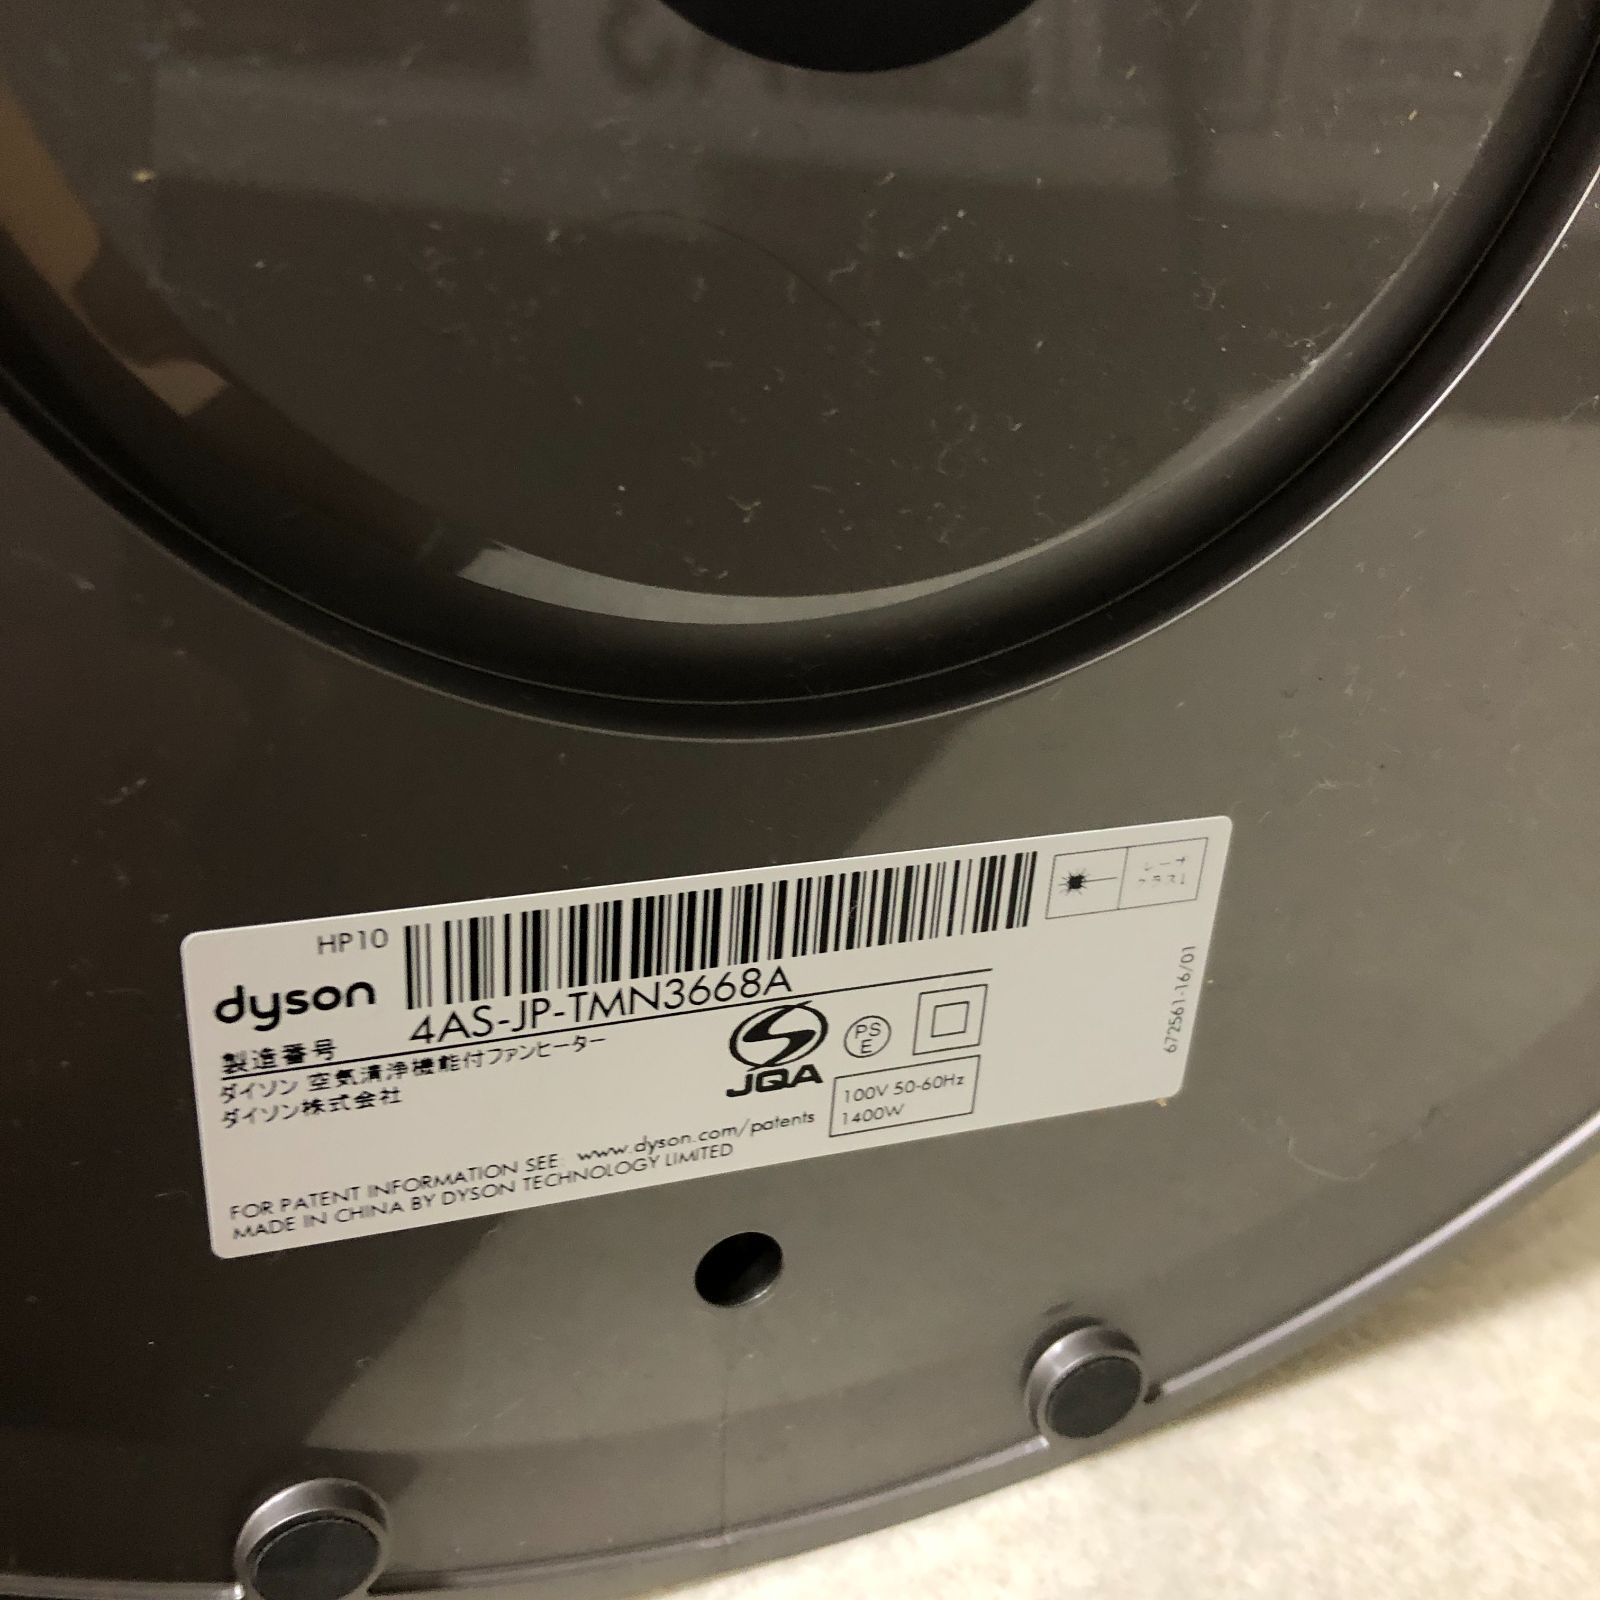 HP10
dyson
製造番号 4AS-JP-TMN3668A
ダイソン 空気清浄機能付ファンヒーター
ダイソン株式会社
JQA
PS
E
100V 50-60Hz
1400W
FOR PATENT INFORMATION SEE: www.dyson.com/patents
MADE IN CHINA BY DYSON TECHNOLOGY LIMITED
672561-16/01